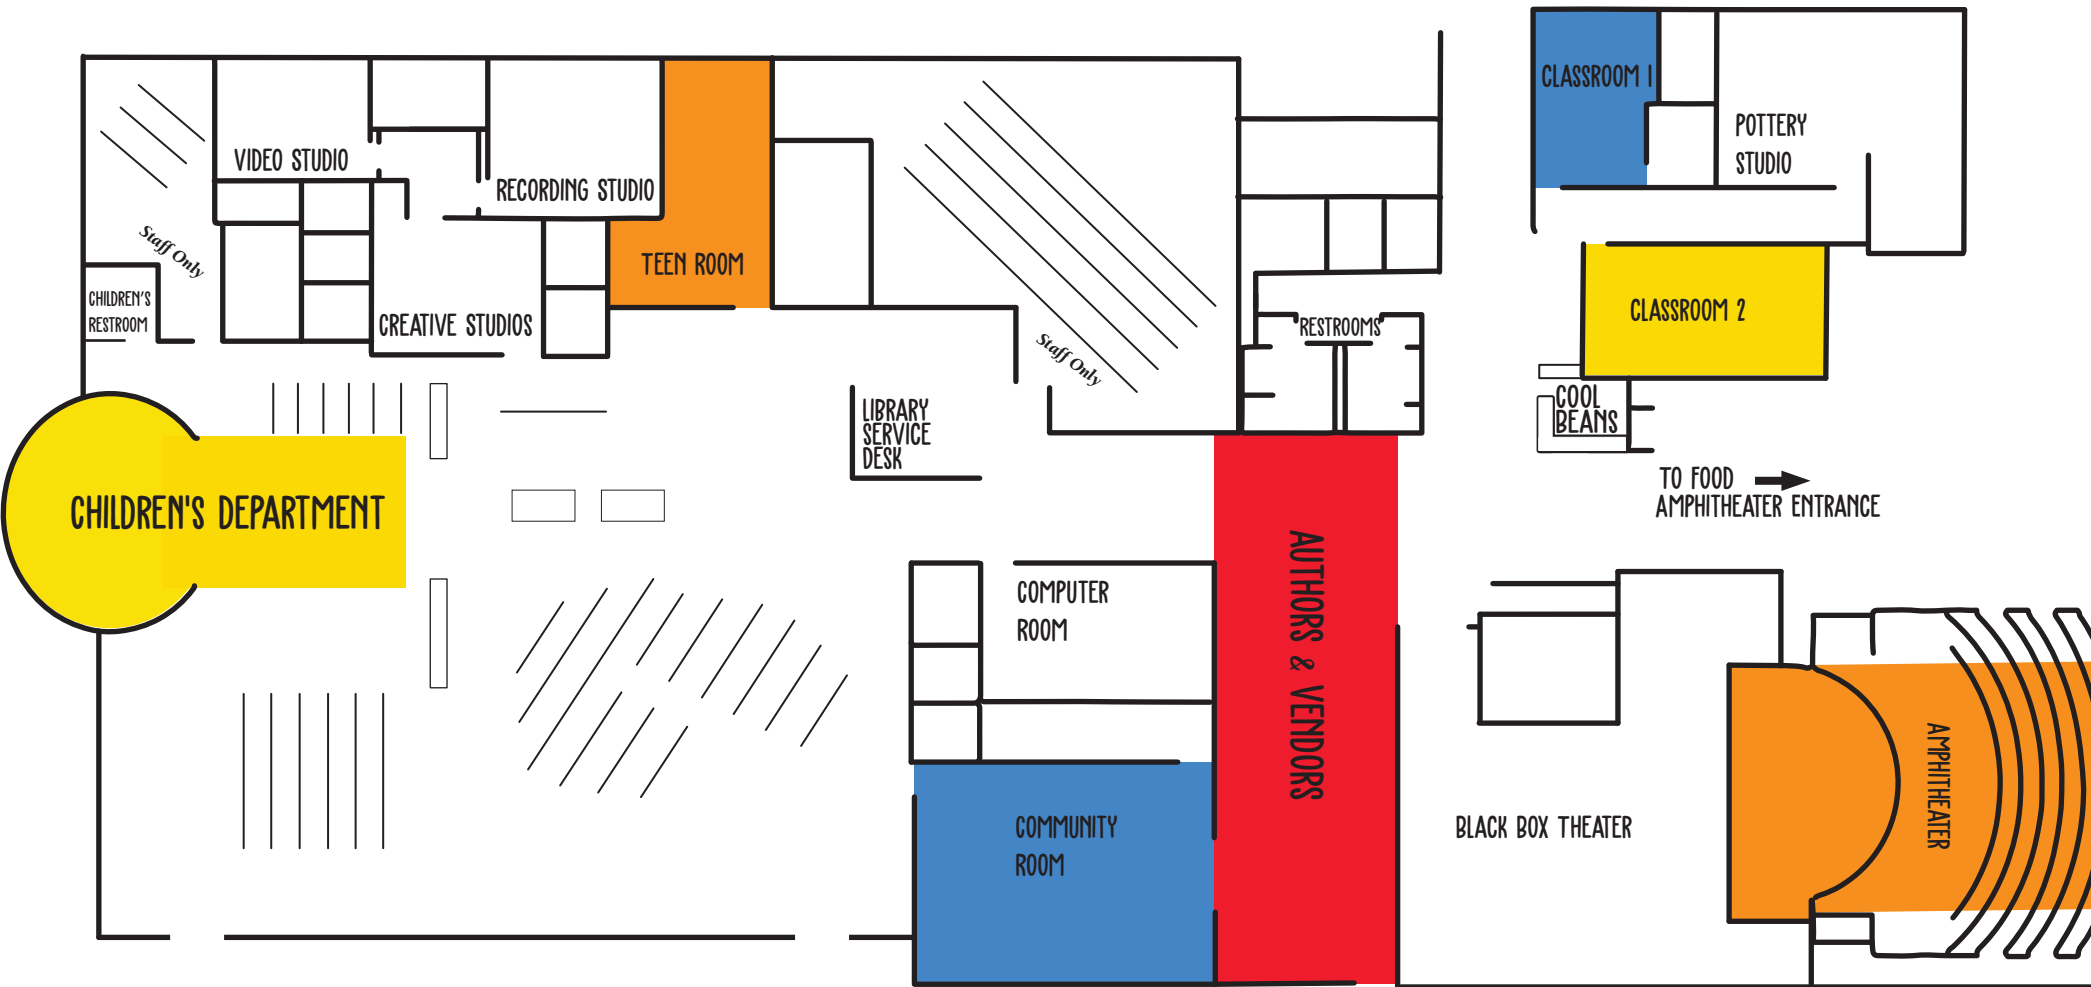 CLASSROOM 1
POTTERY
STUDIO
VIDEO STUDIO
RECORDING STUDIO
Staff Only
TEEN ROOM
CHILDREN'S
RESTROOM
CREATIVE STUDIOS
Staff Only
RESTROOMS
CLASSROOM 2
LIBRARY
SERVICE
DESK
COOL
BEANS
TO FOOD
AMPHITHEATER ENTRANCE
CHILDREN'S DEPARTMENT
COMPUTER
ROOM
AUTHORS & VENDORS
COMMUNITY
ROOM
BLACK BOX THEATER
AMPHITHEATER